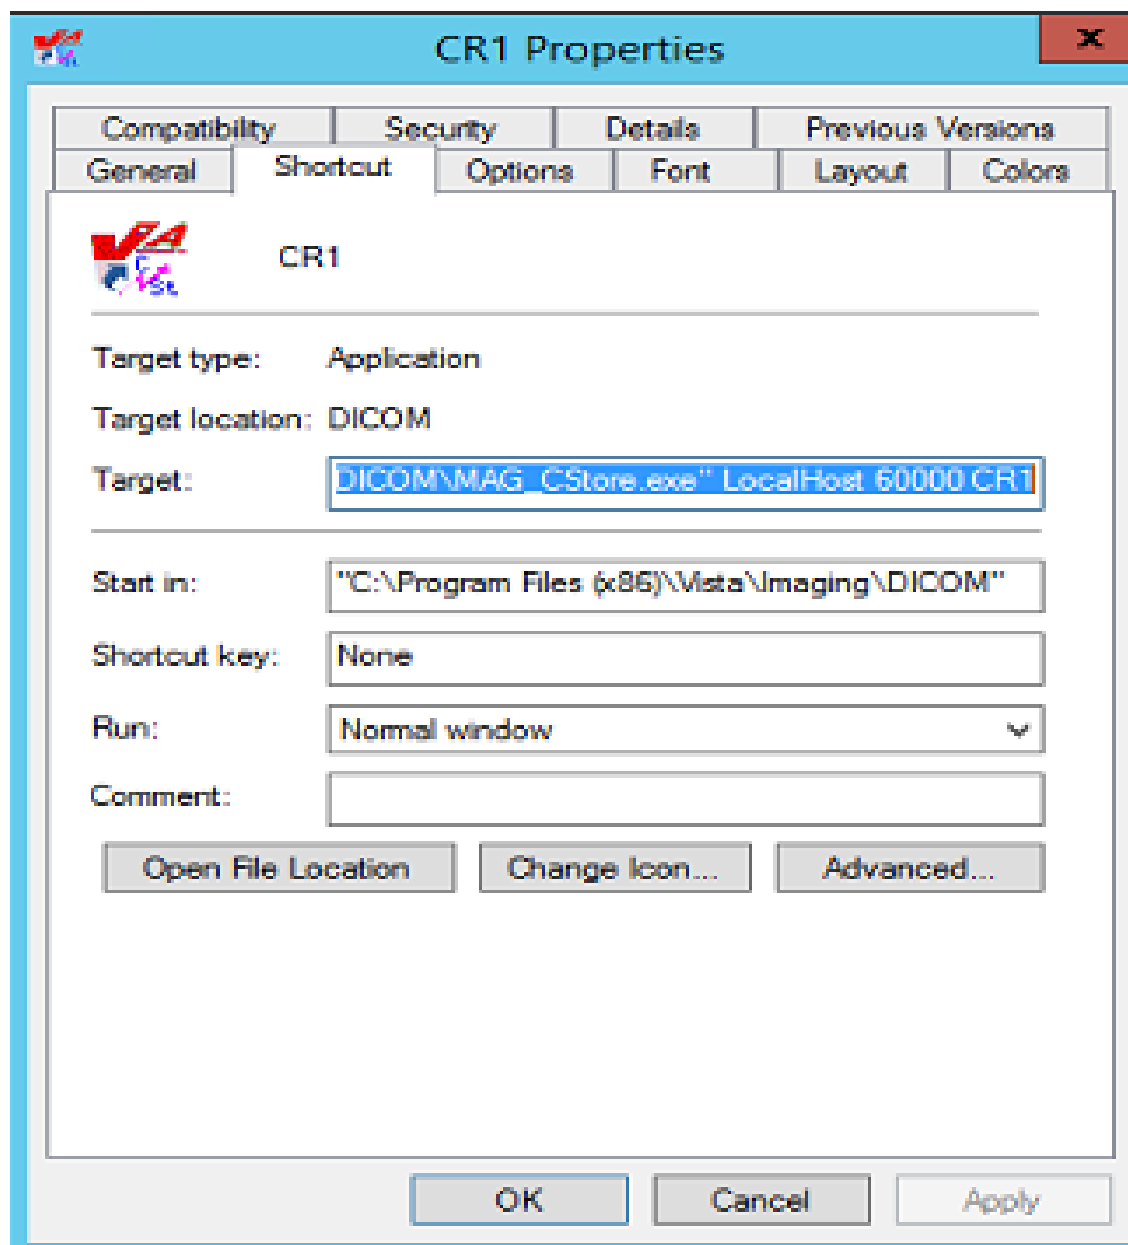 CR1 Properties
x
Compatibility Security Details Previous Versions
General Shortcut Options Font Layout Colors
CR1
Target type: Application
Target location: DICOM
Target: DICOM\MAG_CStore.exe" LocalHost 60000 CR1
Start in: "C:\Program Files (x86)\Vista\Imaging\DICOM"
Shortcut key: None
Run: Normal window
Comment:
Open File Location Change Icon... Advanced...
OK Cancel Apply